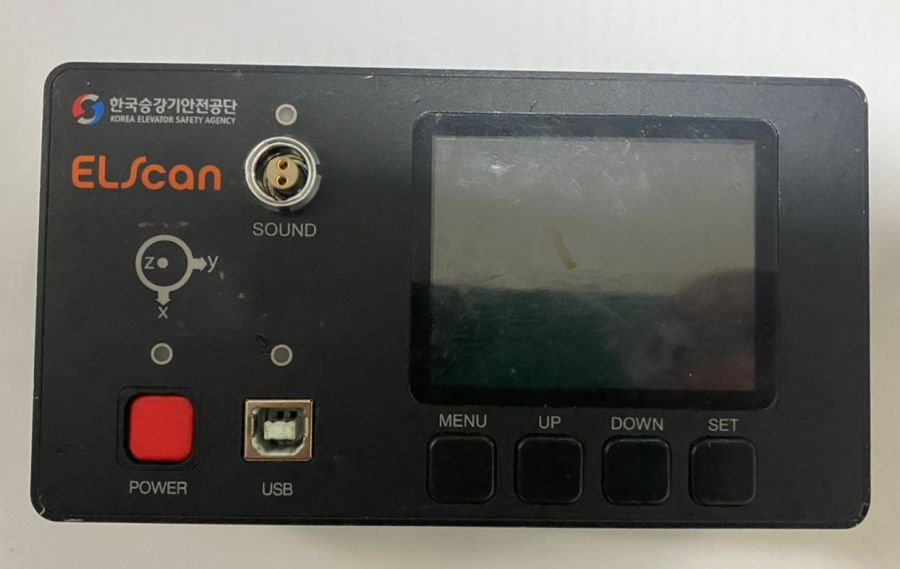 한국승강기안전공단
KOREA ELEVATOR SAFETY AGENCY
ELScan
SOUND
z
y
x
POWER
USB
MENU
UP
DOWN
SET